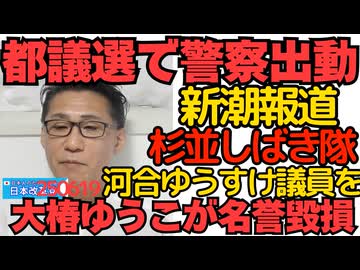 都議選で警察出動
新潮報道
杉並しばき隊
河合ゆうすけ議員を
大椿ゆうこが名誉毀損
日本改
250619